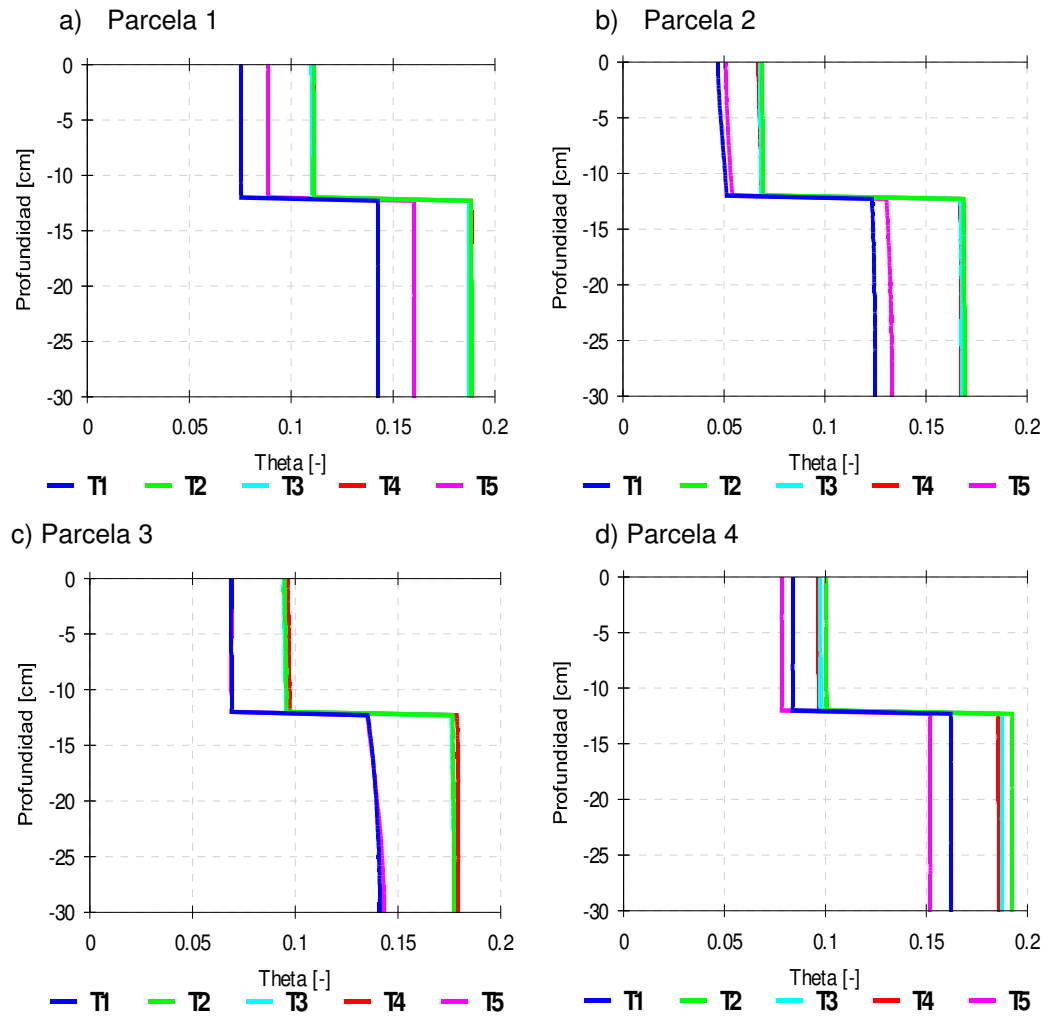 a) Parcela 1
0
-5
-10
-15
-20
-25
-30
Profundidad [cm]
0 0.05 0.1 0.15 0.2
Theta [-]
T1 T2 T3 T4 T5
b) Parcela 2
0
-5
-10
-15
-20
-25
-30
Profundidad [cm]
0 0.05 0.1 0.15 0.2
Theta [-]
T1 T2 T3 T4 T5
c) Parcela 3
0
-5
-10
-15
-20
-25
-30
Profundidad [cm]
0 0.05 0.1 0.15 0.2
Theta [-]
T1 T2 T3 T4 T5
d) Parcela 4
0
-5
-10
-15
-20
-25
-30
Profundidad [cm]
0 0.05 0.1 0.15 0.2
Theta [-]
T1 T2 T3 T4 T5